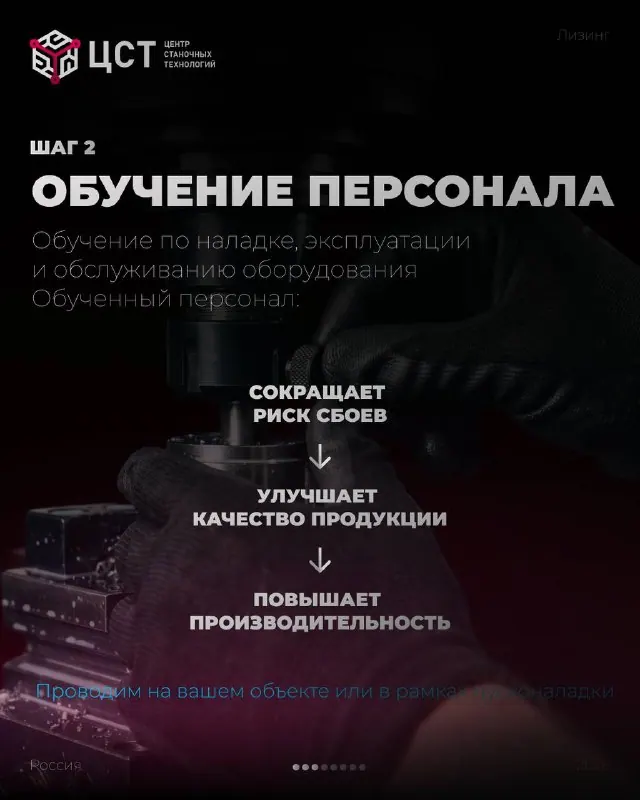 ЦСТ
ЦЕНТР
СТАНОЧНЫХ
ТЕХНОЛОГИЙ
Лизинг
ШАГ 2
ОБУЧЕНИЕ ПЕРСОНАЛА
Обучение по наладке, эксплуатации
и обслуживанию оборудования
Обученный персонал:
СОКРАЩАЕТ
РИСК СБОЕВ
УЛУЧШАЕТ
КАЧЕСТВО ПРОДУКЦИИ
ПОВЫШАЕТ
ПРОИЗВОДИТЕЛЬНОСТЬ
Проводим на вашем объекте или в рамках пусконаладки
Россия